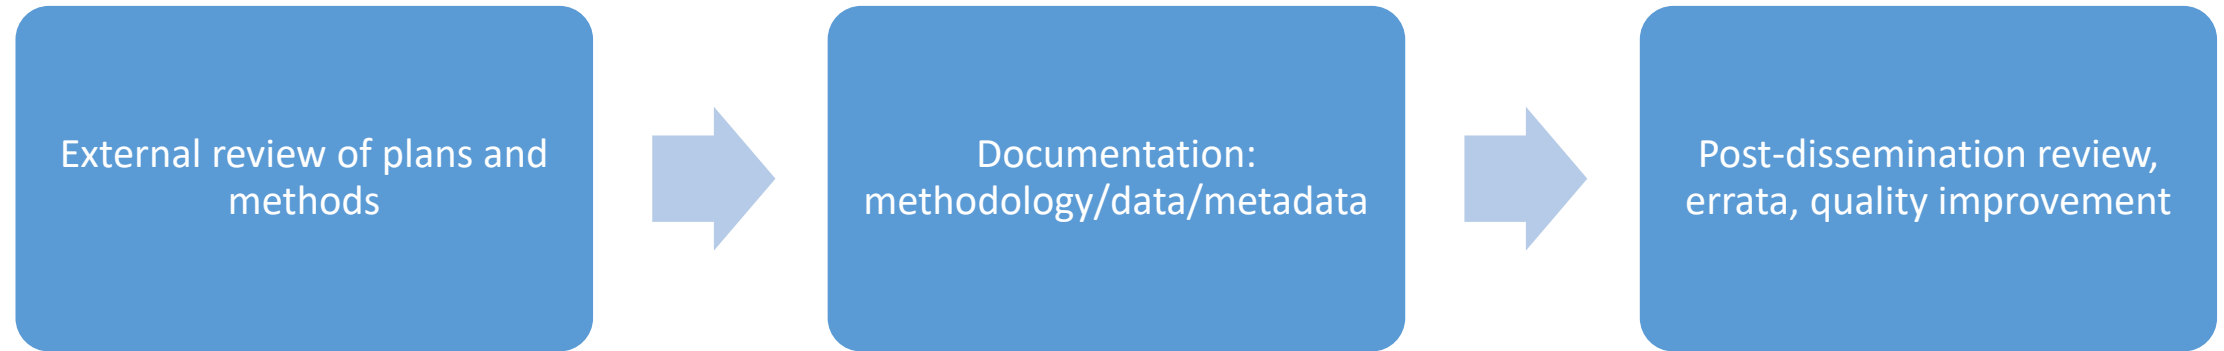 External review of plans and
methods
Documentation:
methodology/data/metadata
Post-dissemination review,
errata, quality improvement